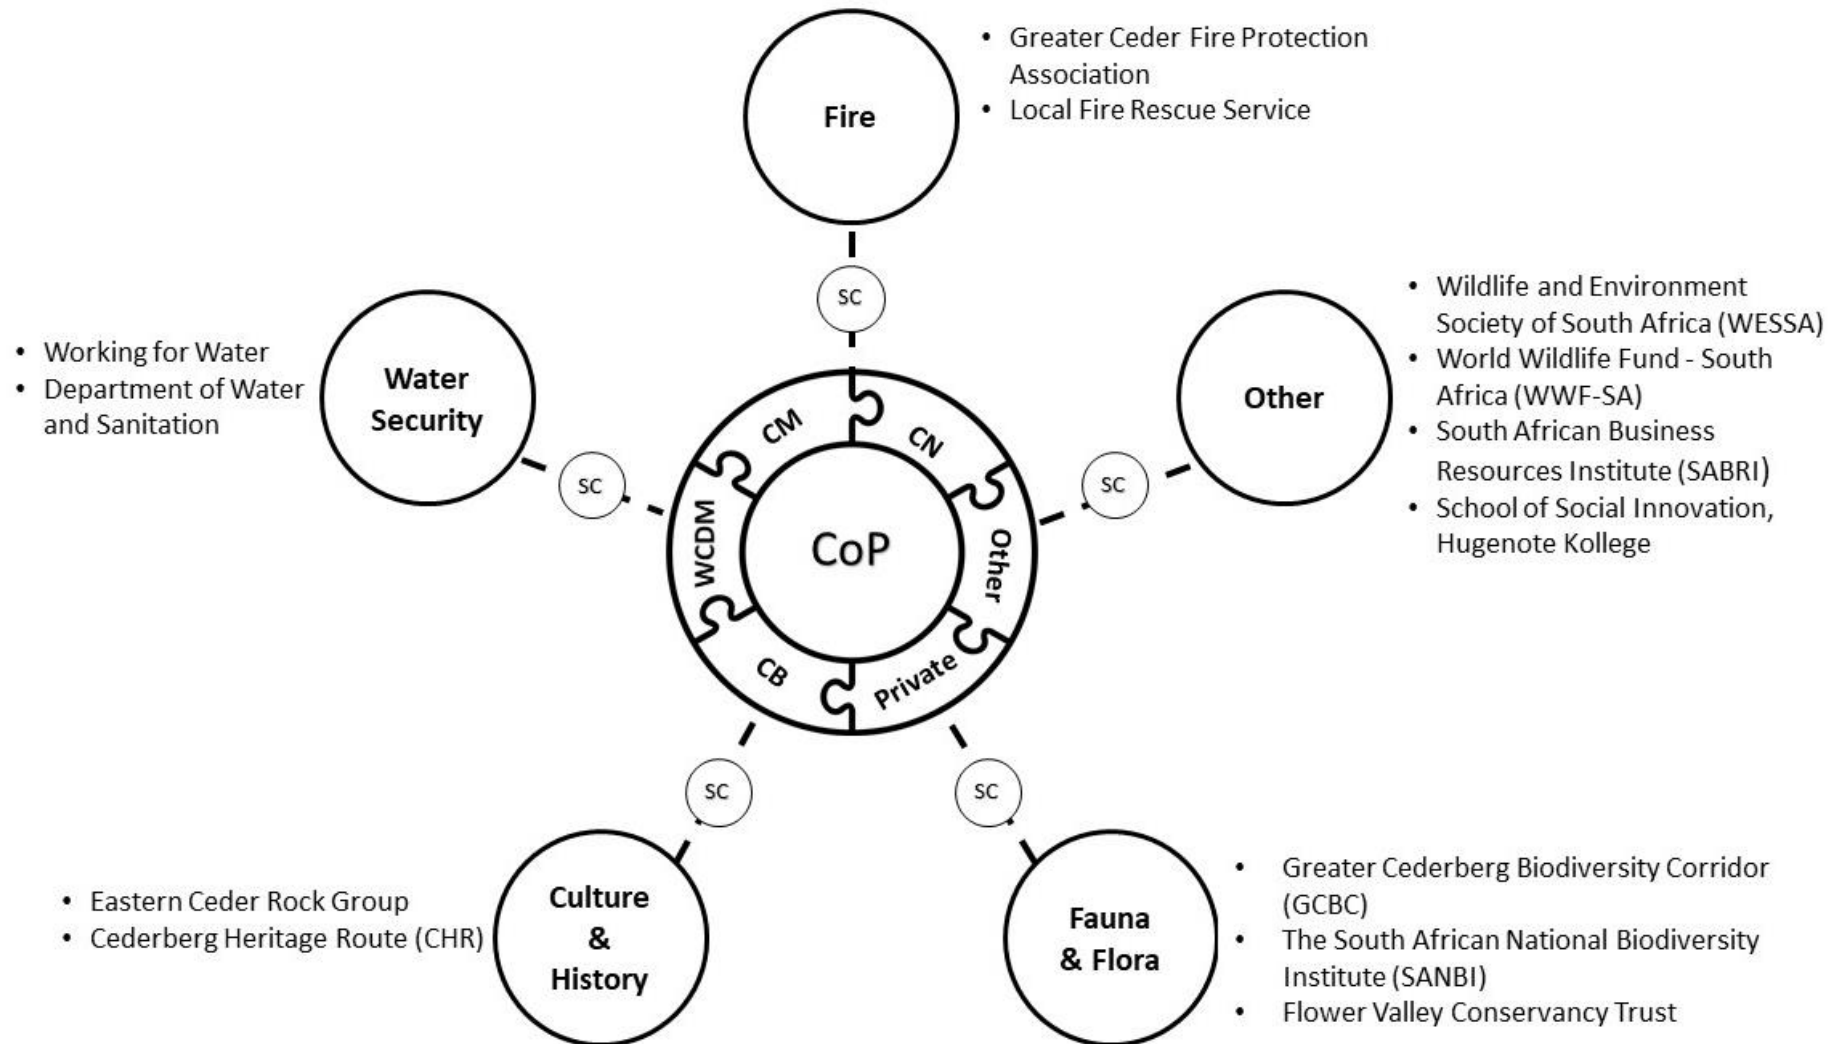 Fire
• Greater Ceder Fire Protection
Association
• Local Fire Rescue Service
SC
• Working for Water
• Department of Water
and Sanitation
Water
Security
SC
Other
• Wildlife and Environment
Society of South Africa (WESSA)
• World Wildlife Fund - South
Africa (WWF-SA)
• South African Business
Resources Institute (SABRI)
• School of Social Innovation,
Hugenote Kollege
SC
CM
CN
WCDM
CoP
Other
CB
Private
SC
SC
• Eastern Ceder Rock Group
• Cederberg Heritage Route (CHR)
Culture
&
History
Fauna
& Flora
• Greater Cederberg Biodiversity Corridor
(GCBC)
• The South African National Biodiversity
Institute (SANBI)
• Flower Valley Conservancy Trust